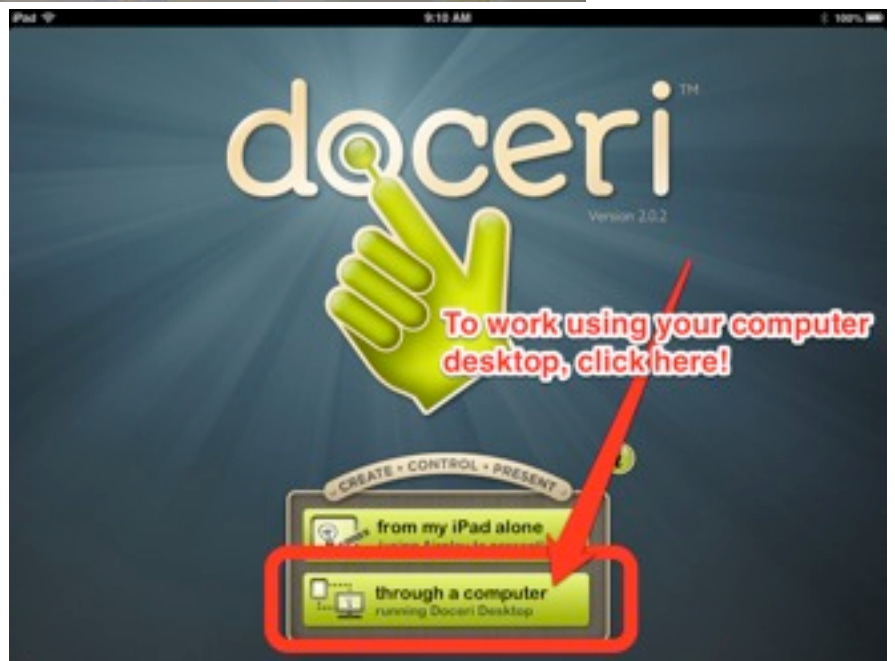 iPad 9:10 AM 100%
doceri TM
Version 2.0.2
To work using your computer
desktop, click here!
CREATE • CONTROL • PRESENT
from my iPad alone
through a computer
running Doceri Desktop